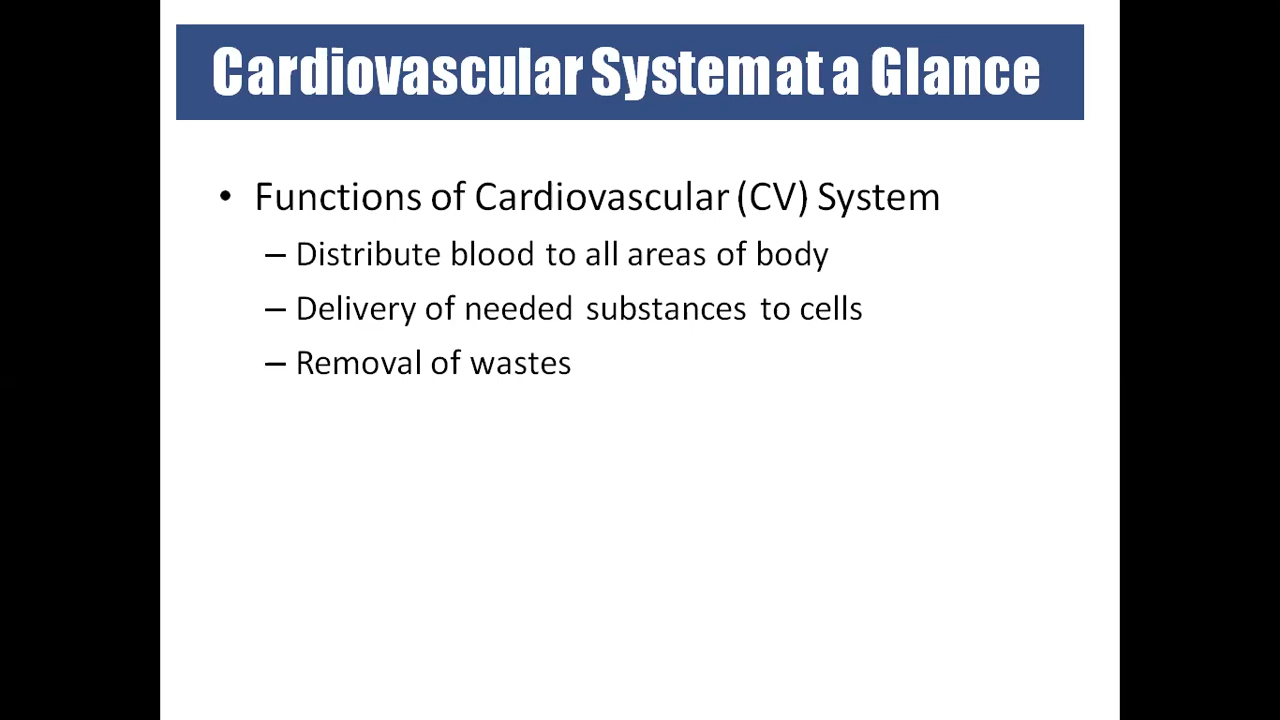 Cardiovascular System at a Glance
• Functions of Cardiovascular (CV) System
– Distribute blood to all areas of body
– Delivery of needed substances to cells
– Removal of wastes